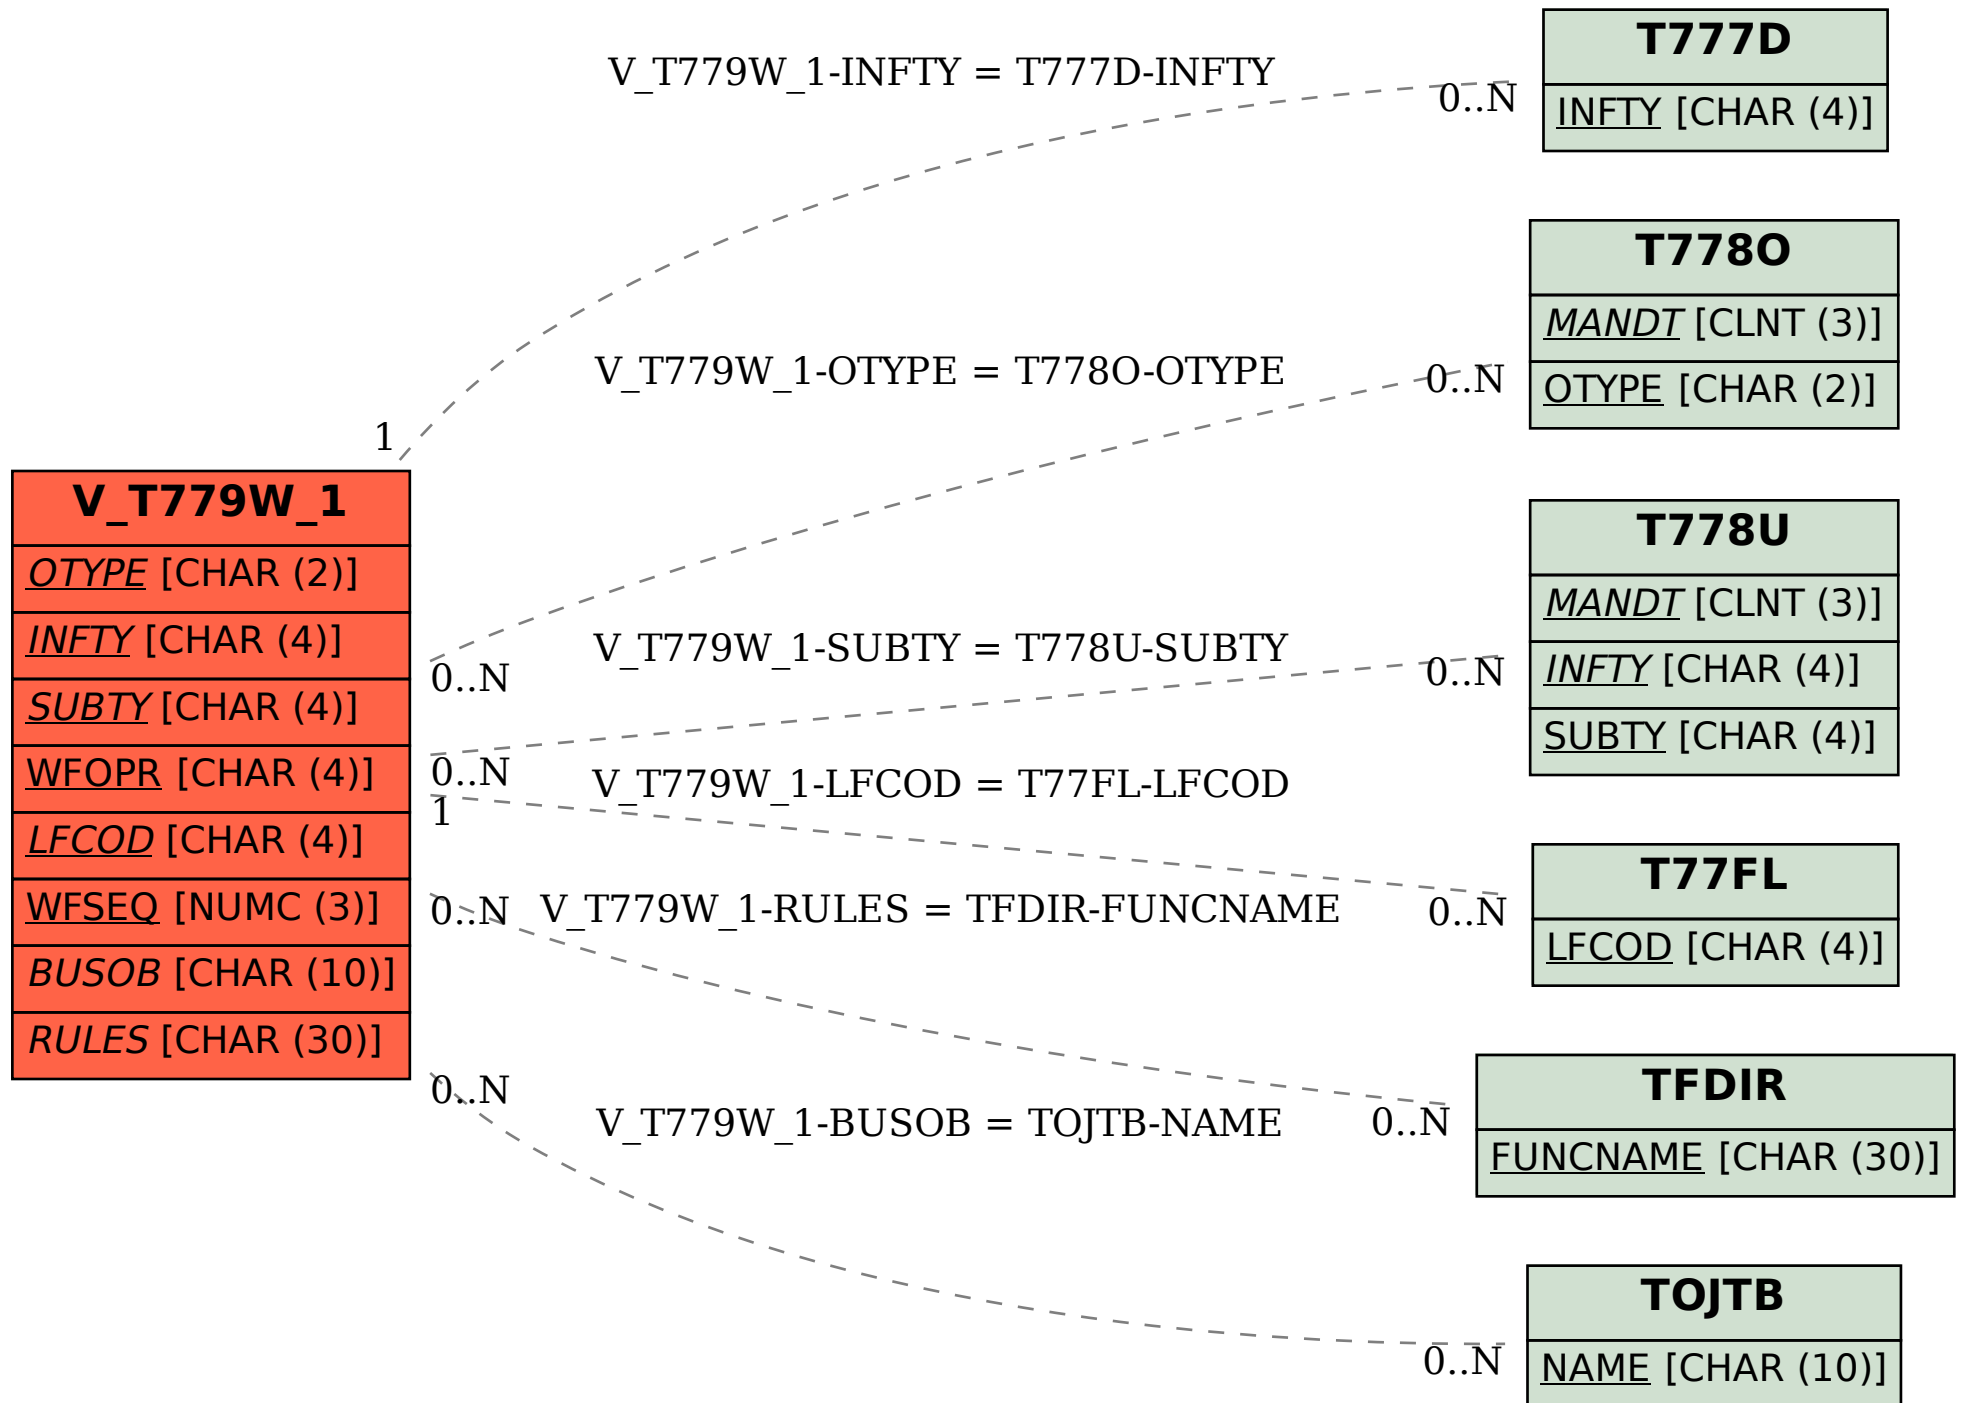 V_T779W_1-INFTY = T777D-INFTY
0..N
T777D
INFTY [CHAR (4)]
T778O
MANDT [CLNT (3)]
OTYPE [CHAR (2)]
V_T779W_1-OTYPE = T778O-OTYPE
0..N
1
V_T779W_1
OTYPE [CHAR (2)]
INFTY [CHAR (4)]
SUBTY [CHAR (4)]
WFOPR [CHAR (4)]
LFCOD [CHAR (4)]
WFSEQ [NUMC (3)]
BUSOB [CHAR (10)]
RULES [CHAR (30)]
0..N
V_T779W_1-SUBTY = T778U-SUBTY
0..N
T778U
MANDT [CLNT (3)]
INFTY [CHAR (4)]
SUBTY [CHAR (4)]
0..N
1
V_T779W_1-LFCOD = T77FL-LFCOD
0..N
T77FL
LFCOD [CHAR (4)]
0..N
V_T779W_1-RULES = TFDIR-FUNCNAME
0..N
TFDIR
FUNCNAME [CHAR (30)]
0..N
V_T779W_1-BUSOB = TOJTB-NAME
0..N
TOJTB
NAME [CHAR (10)]